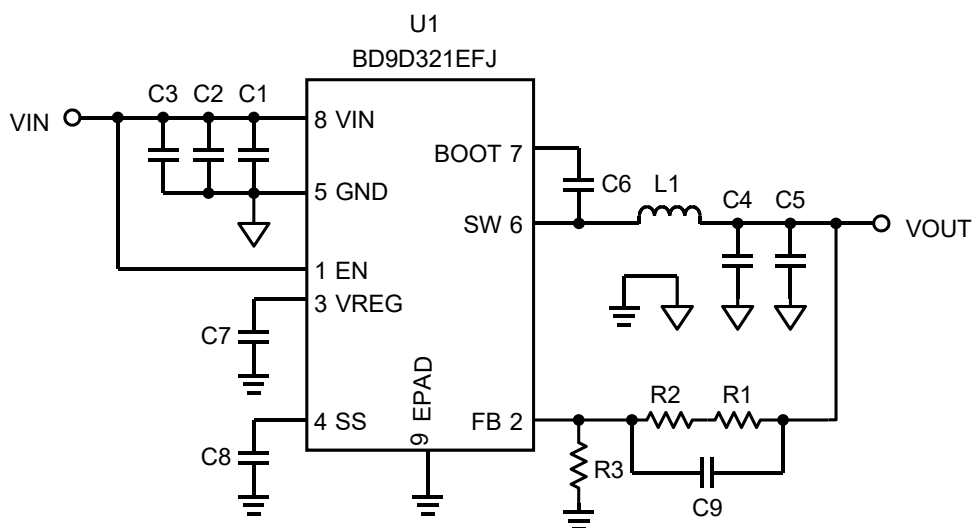 U1
BD9D321EFJ
C3 C2 C1
VIN
8 VIN
BOOT 7
C6
L1
C4
C5
5 GND
SW 6
VOUT
1 EN
3 VREG
C7
9 EPAD
R2
R1
4 SS
FB 2
C8
R3
C9